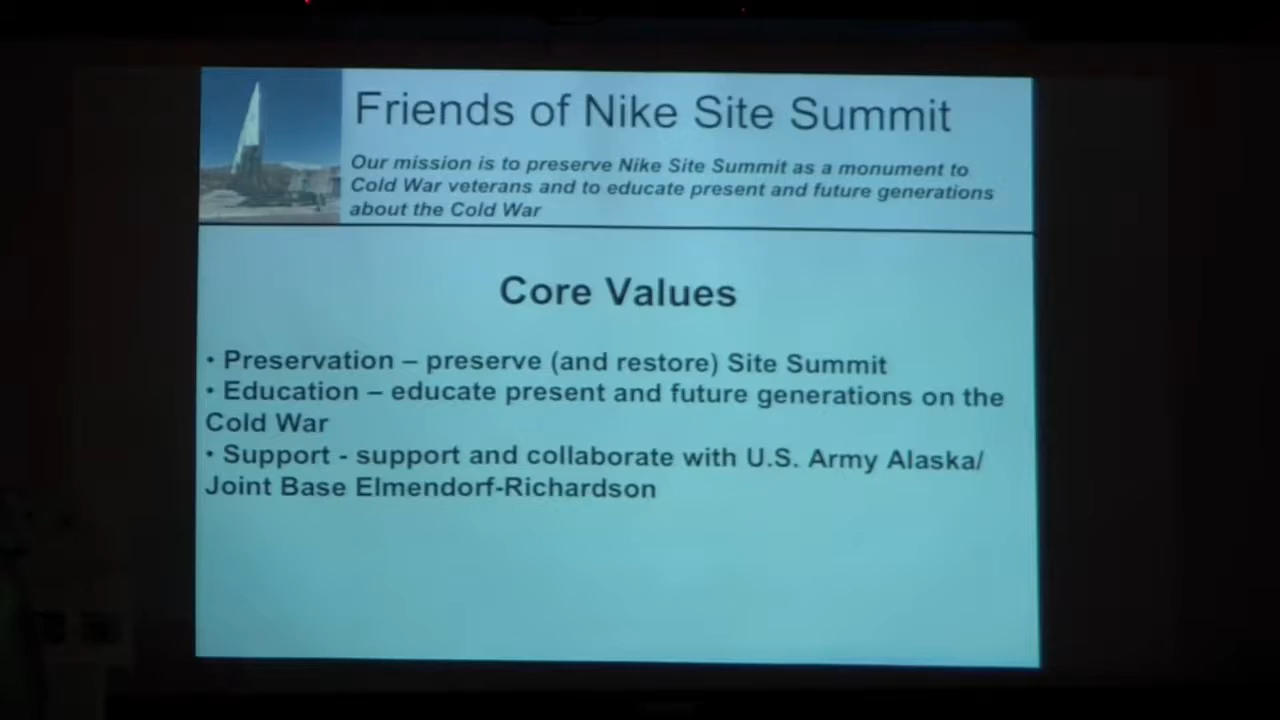 Friends of Nike Site Summit
Our mission is to preserve Nike Site Summit as a monument to
Cold War veterans and to educate present and future generations
about the Cold War
Core Values
• Preservation – preserve (and restore) Site Summit
• Education – educate present and future generations on the
Cold War
• Support - support and collaborate with U.S. Army Alaska/
Joint Base Elmendorf-Richardson